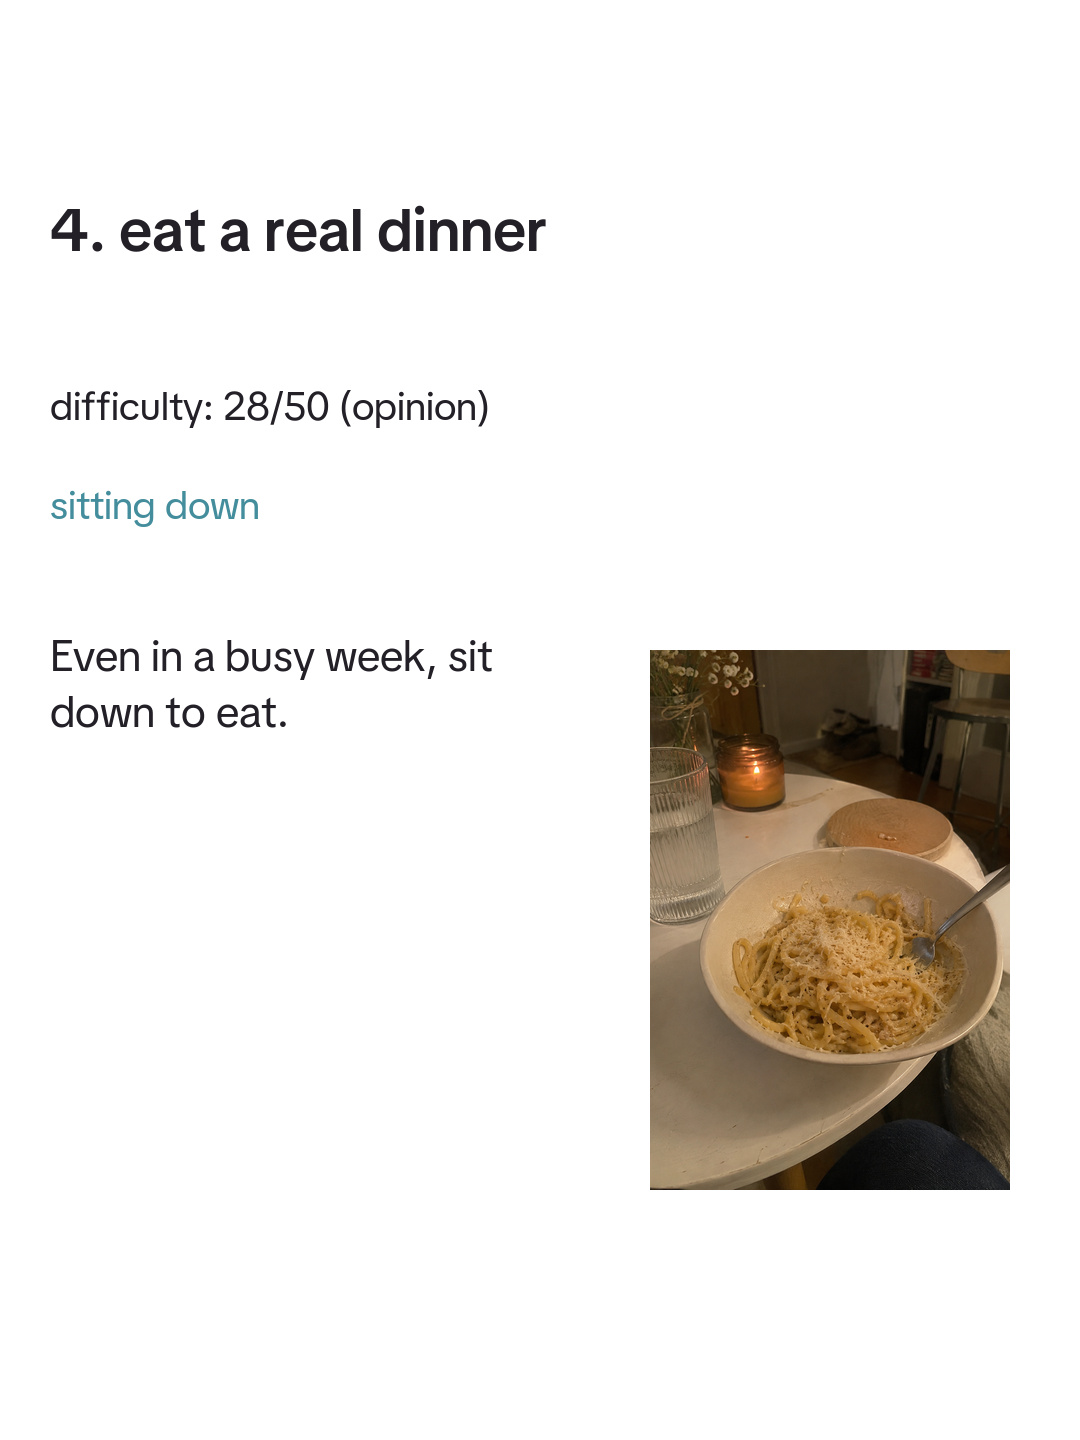 4. eat a real dinner
difficulty: 28/50 (opinion)
sitting down
Even in a busy week, sit
down to eat.